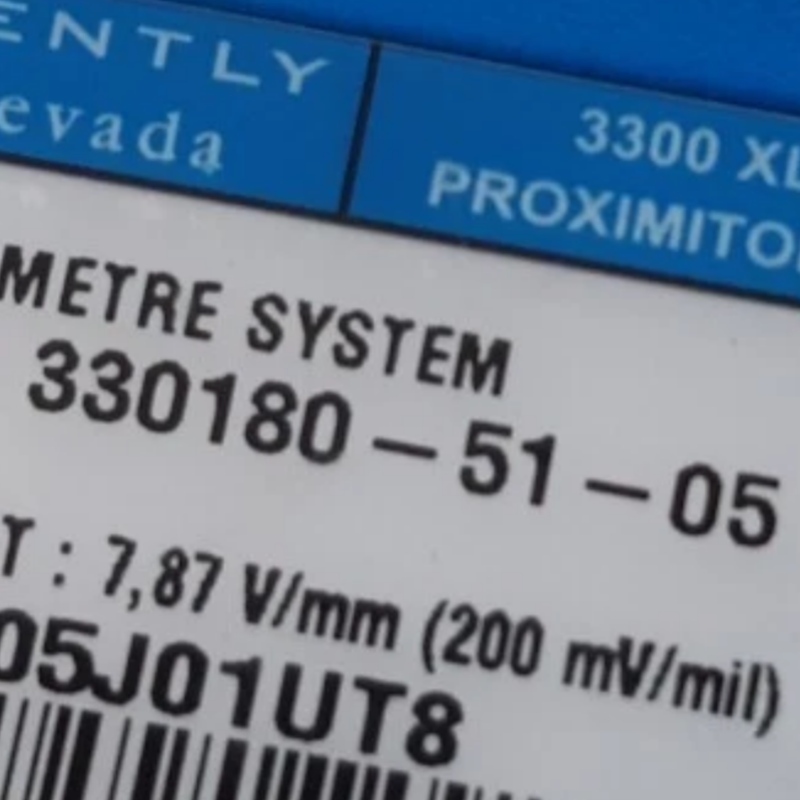 ENTLY
evada
3300 XL
PROXIMITO
METRE SYSTEM
330180 – 51 – 05
T : 7,87 V/mm (200 mV/mil)
05J01UT8